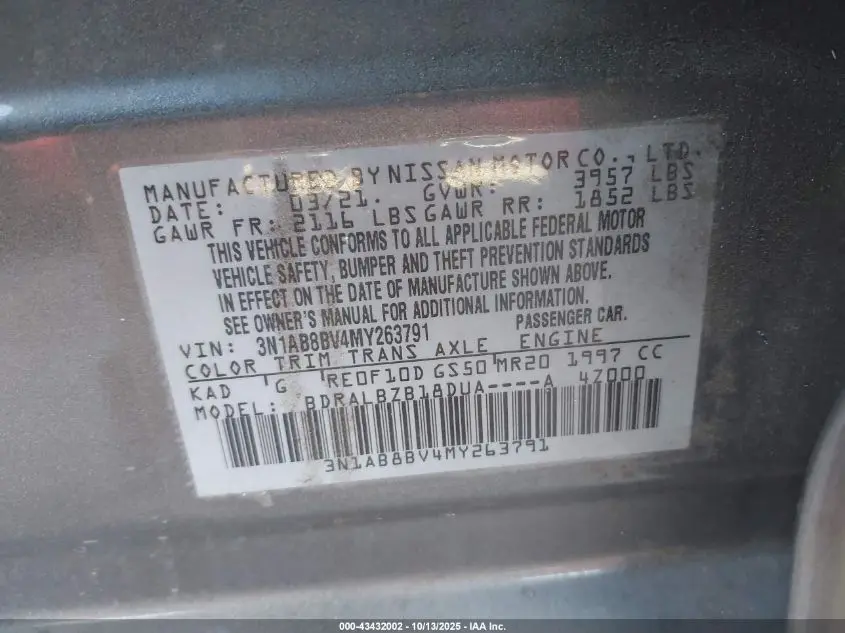 MANUFACTURED BY NISSAN MOTOR CO., LTD.
DATE: 03/21. GVWR: 3957 LBS
GAWR FR: 2116 LBS GAWR RR: 1852 LBS
THIS VEHICLE CONFORMS TO ALL APPLICABLE FEDERAL MOTOR
VEHICLE SAFETY, BUMPER AND THEFT PREVENTION STANDARDS
IN EFFECT ON THE DATE OF MANUFACTURE SHOWN ABOVE.
SEE OWNER'S MANUAL FOR ADDITIONAL INFORMATION.
VIN: 3N1AB8BV4MY263791 PASSENGER CAR.
COLOR TRIM TRANS AXLE ENGINE
KAD G RE0F10D GS50 MR20 1997 CC
MODEL: BDRALBZB18DUA----A 4Z000
3N1AB8BV4MY263791
000-43432002 | 10/13/2025 | IAA Inc.